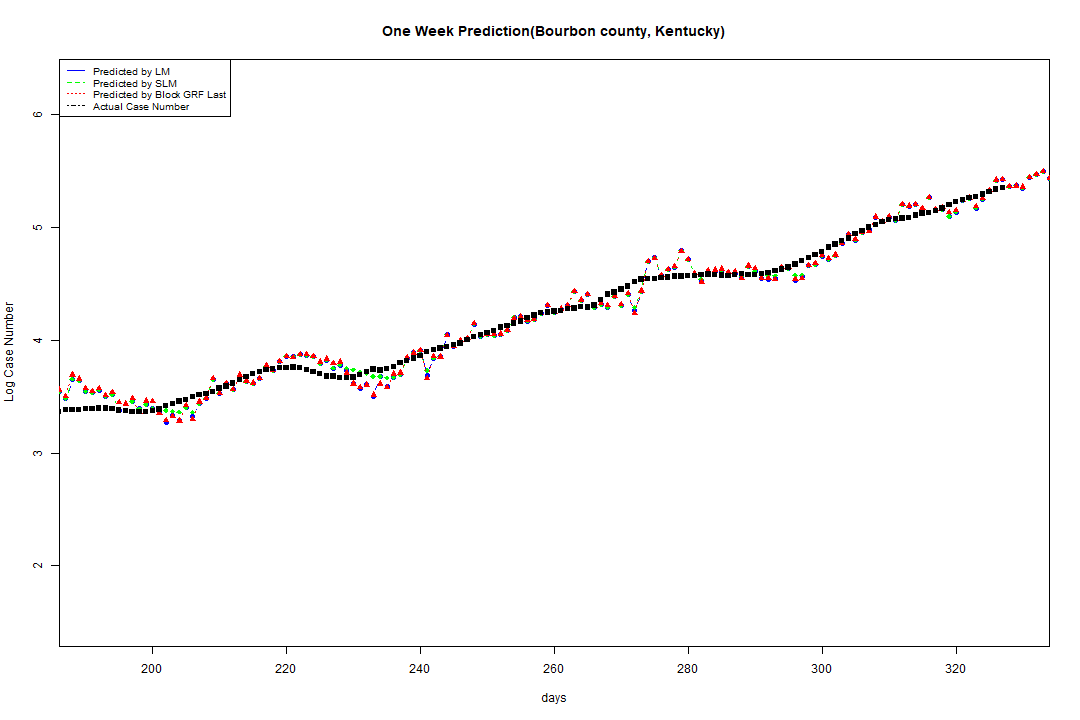 One Week Prediction(Bourbon county, Kentucky)
Predicted by LM
Predicted by SLM
Predicted by Block GRF Last
Actual Case Number
Log Case Number
6
5
4
3
2
200 220 240 260 280 300 320
days